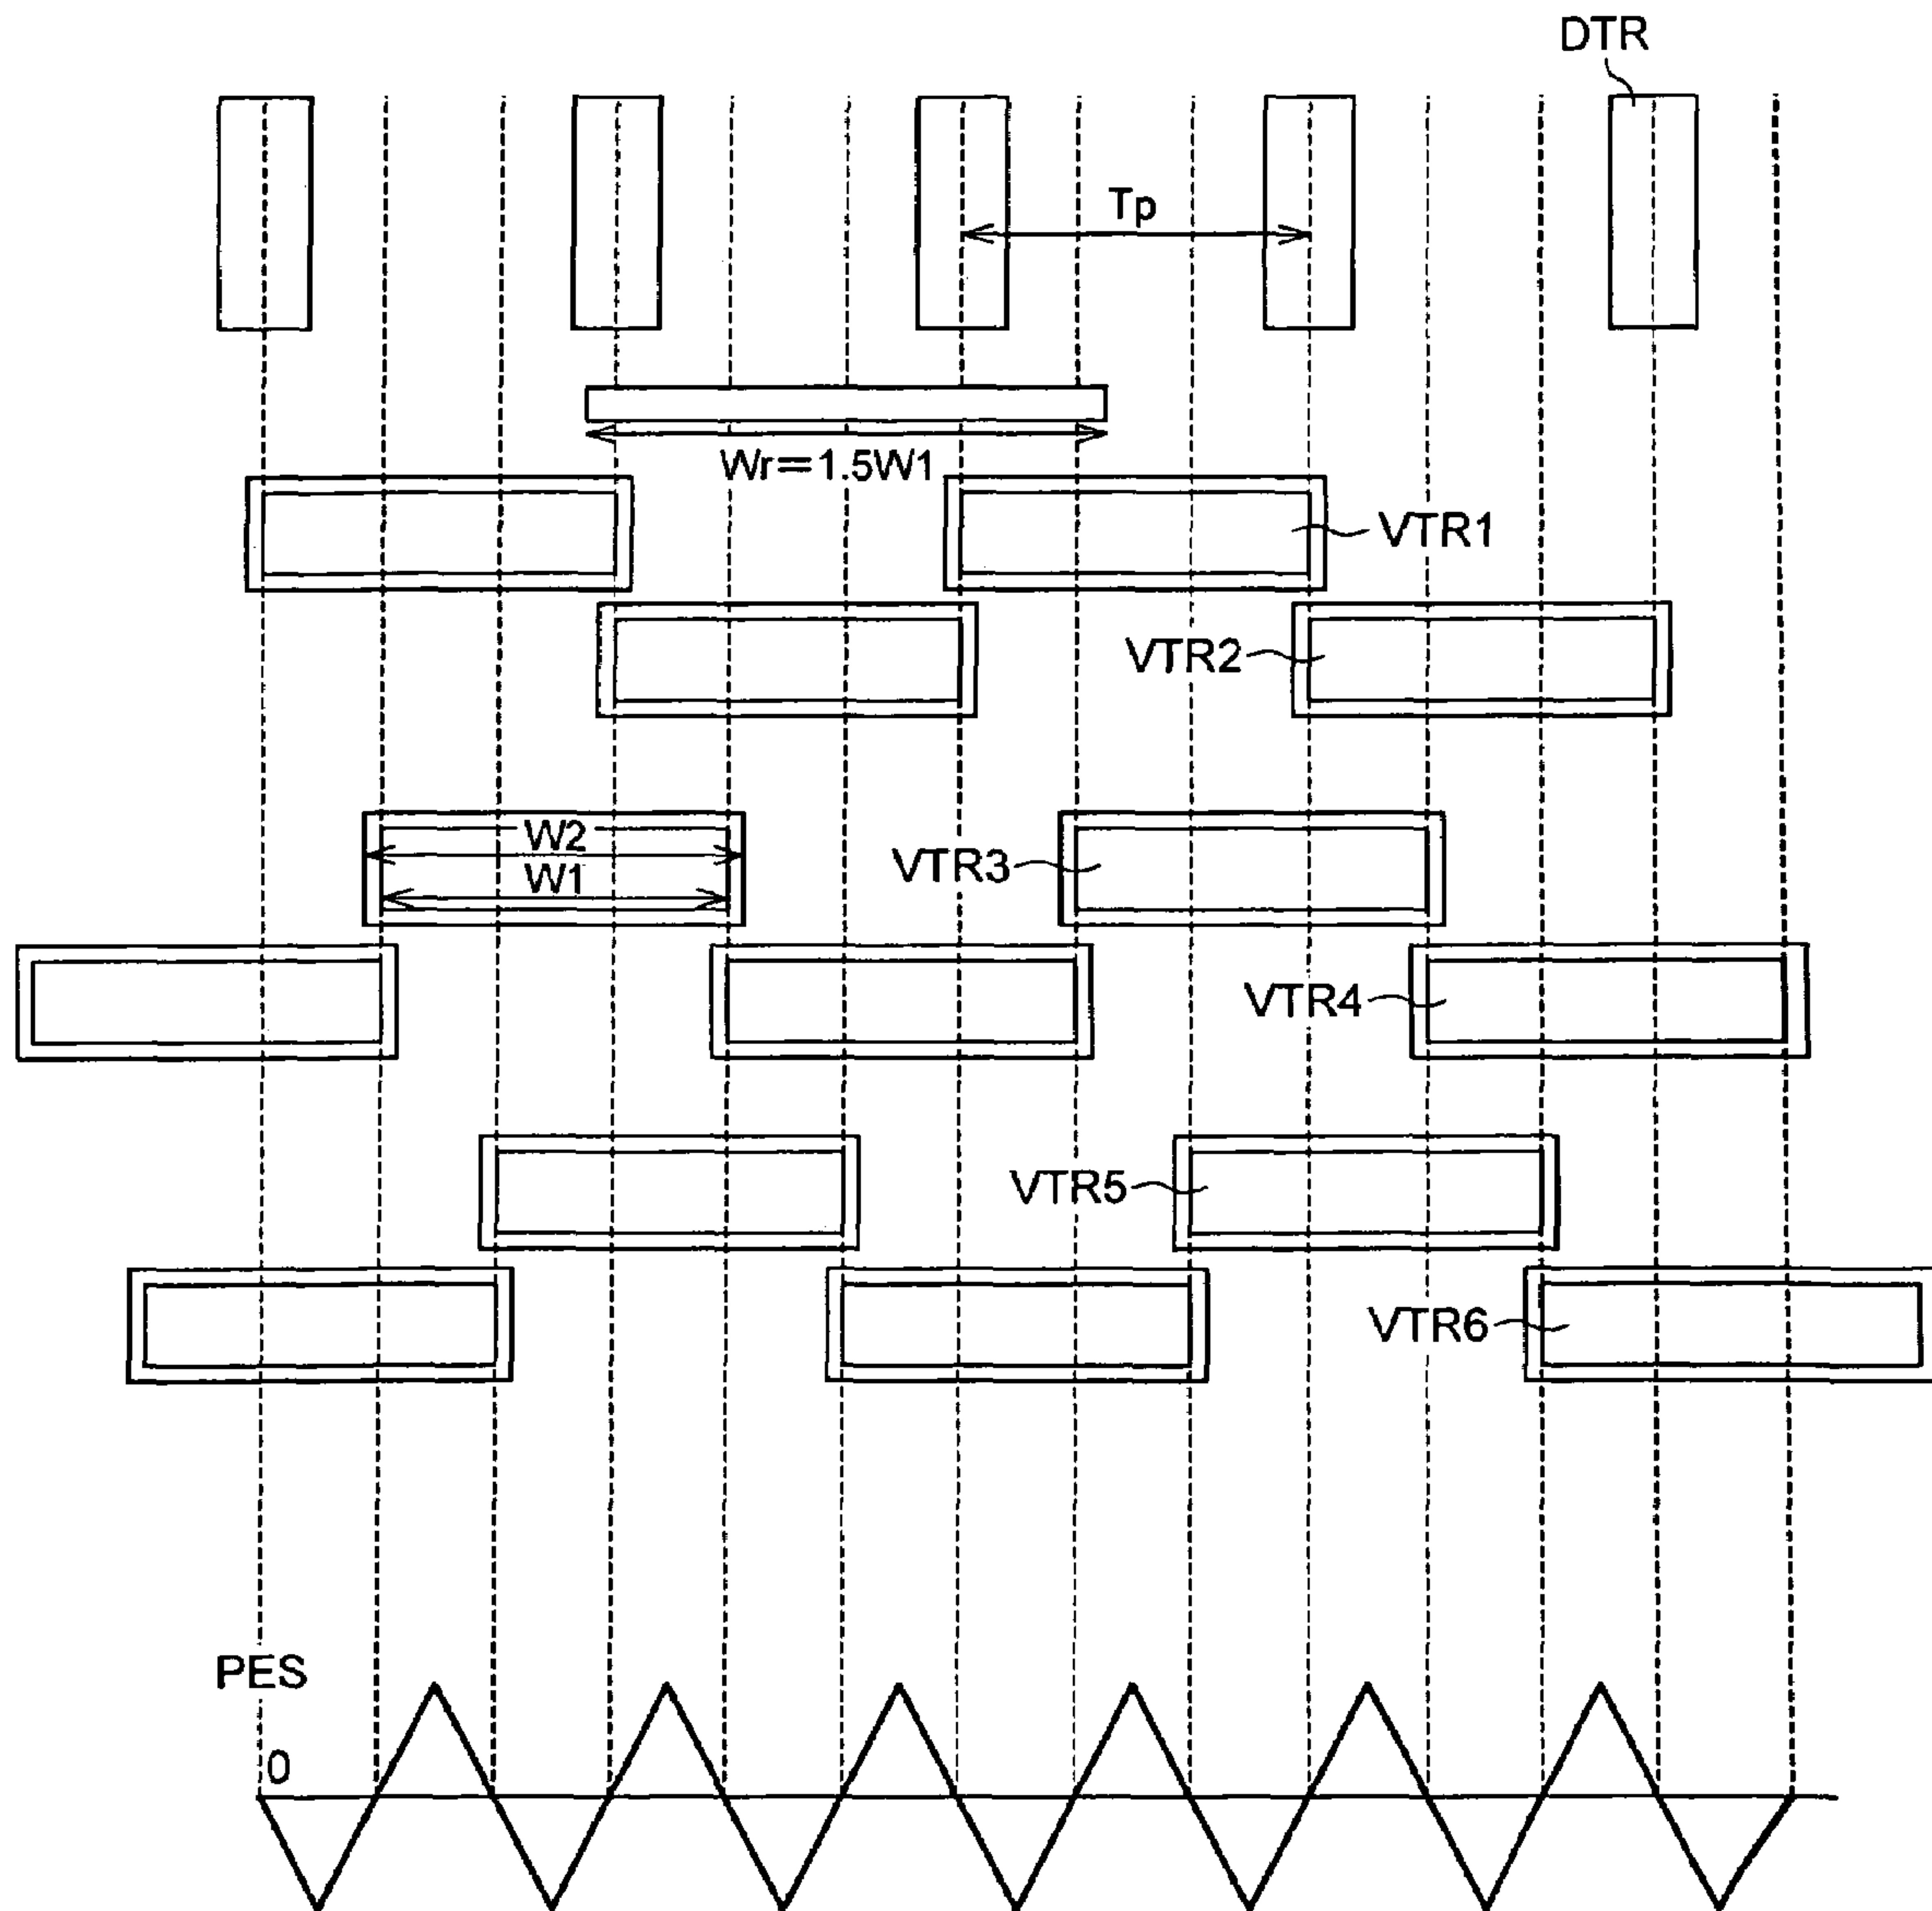 DTR
Tp
Wr=1.5W1
VTR1
VTR2
W2
W1
VTR3
VTR4
VTR5
VTR6
PES
0